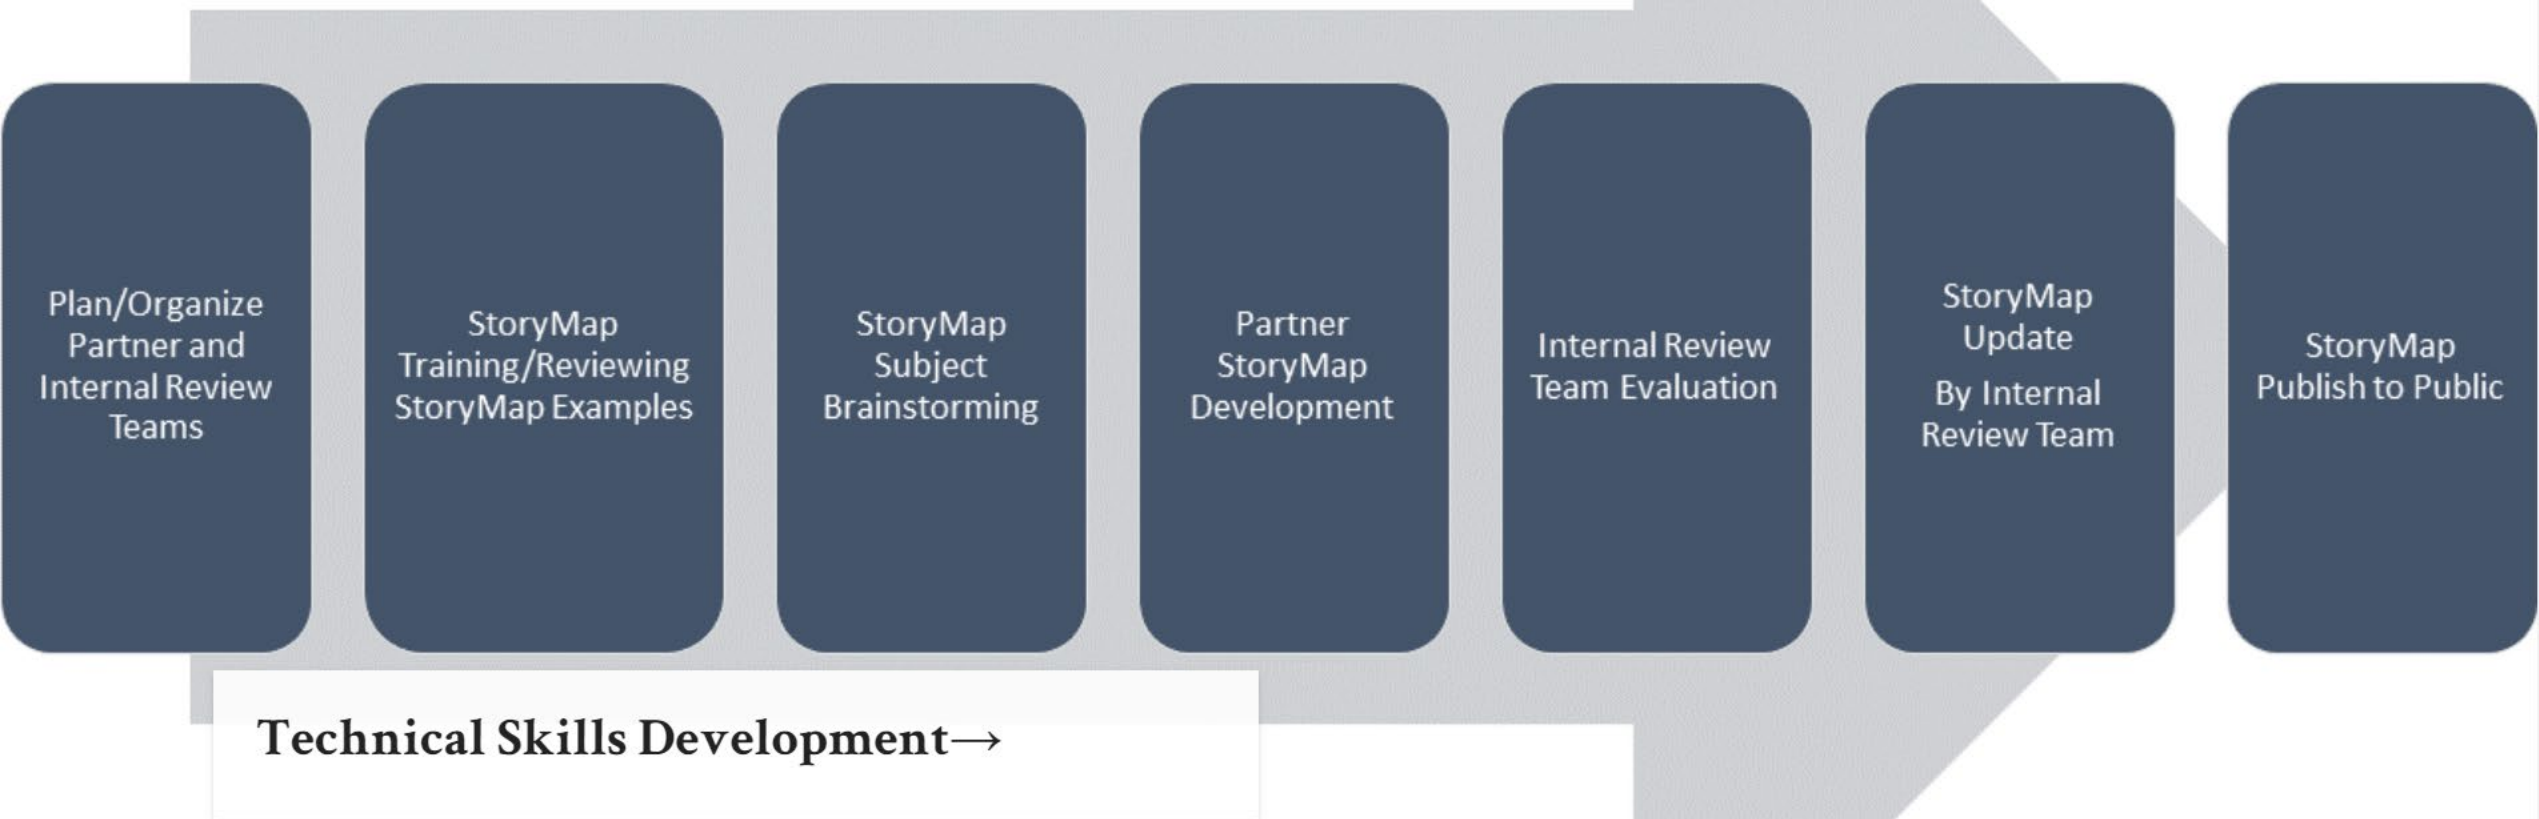 Plan/Organize
Partner and
Internal Review
Teams
StoryMap
Training/Reviewing
StoryMap Examples
StoryMap
Subject
Brainstorming
Partner
StoryMap
Development
Internal Review
Team Evaluation
StoryMap
Update
By Internal
Review Team
StoryMap
Publish to Public
Technical Skills Development→